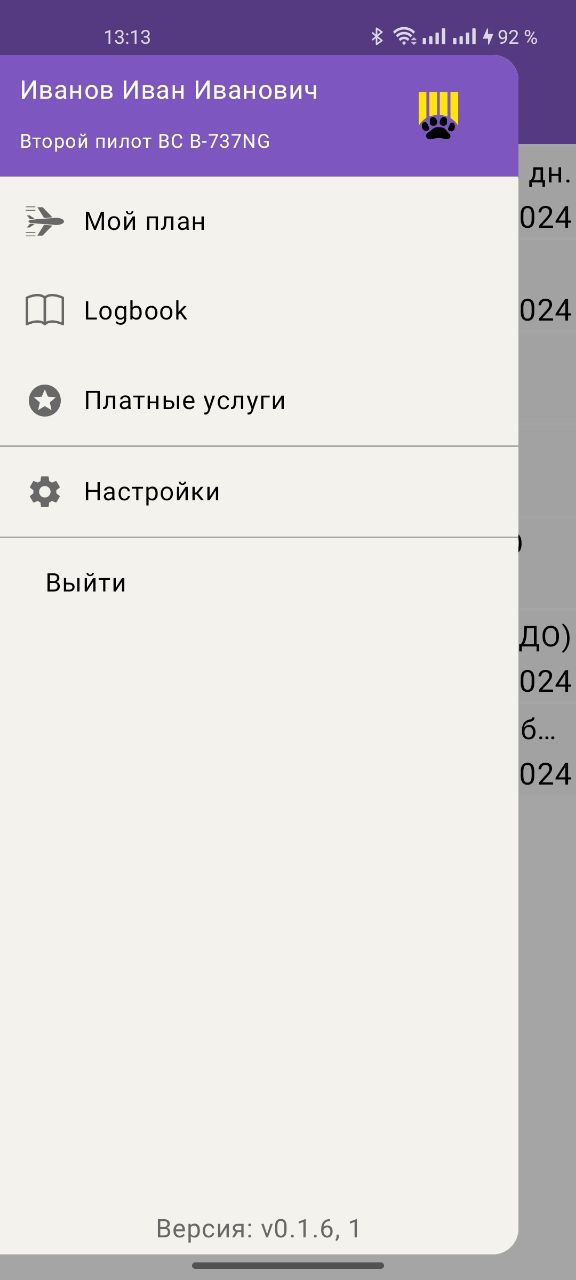 13:13 92 %
Иванов Иван Иванович
Второй пилот ВС B-737NG
дн.
Мой план
024
Logbook
024
Платные услуги
Настройки
)
Выйти
ДО)
024
б...
024
Версия: v0.1.6, 1